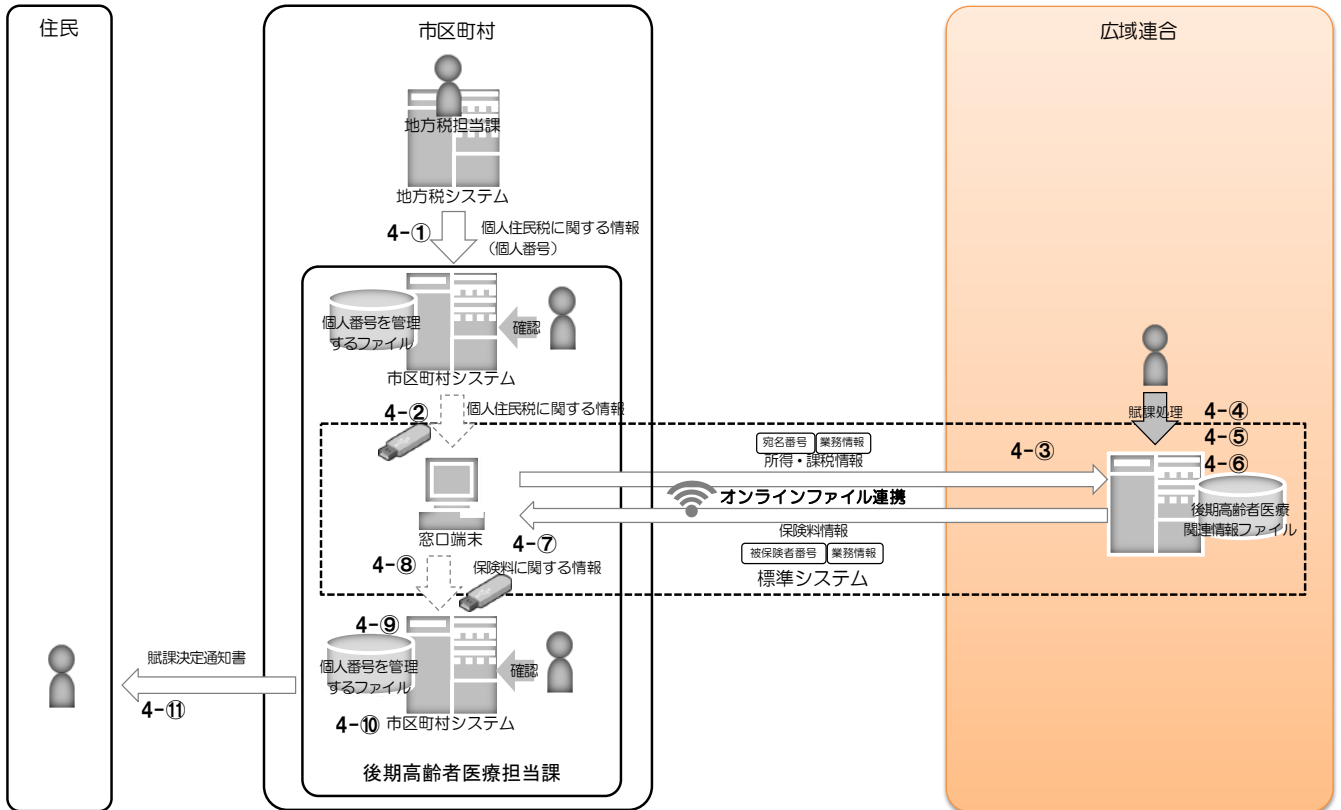 住民
市区町村
広域連合
地方税担当課
地方税システム
4-①
個人住民税に関する情報
（個人番号）
個人番号を管理
するファイル
確認
市区町村システム
4-②
個人住民税に関する情報
賦課処理
4-④
4-⑤
4-⑥
宛名番号
業務情報
所得・課税情報
4-③
オンラインファイル連携
窓口端末
4-⑦
保険料情報
被保険者番号
業務情報
標準システム
後期高齢者医療
関連情報ファイル
4-⑧
保険料に関する情報
4-⑨
個人番号を管理
するファイル
確認
4-⑩
市区町村システム
賦課決定通知書
4-⑪
後期高齢者医療担当課